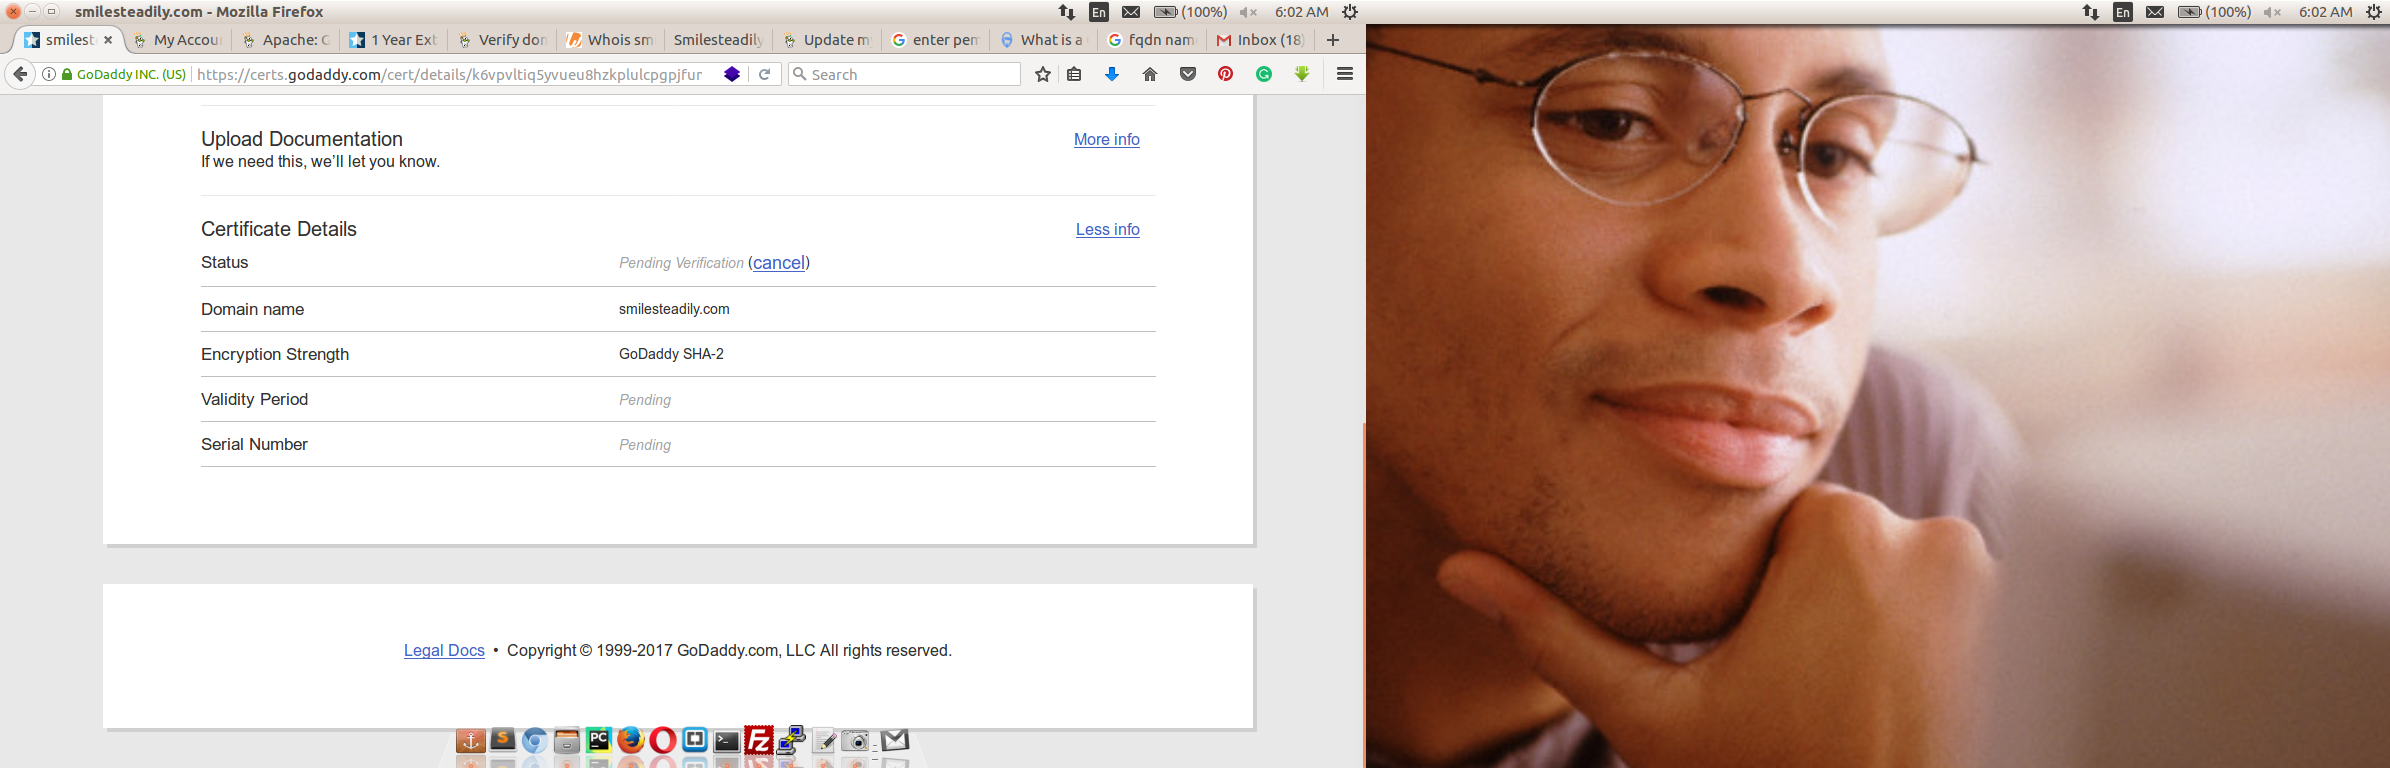 smilesteadily.com - Mozilla Firefox
En
(100%)
6:02 AM
En
(100%)
6:02 AM
smilest
My Accou
Apache: G
1 Year Ext
Verify don
Whois sm
Smilesteadily
Update m
enter pem
What is a
fqdn nam
Inbox (18)
GoDaddy INC. (US)
https://certs.godaddy.com/cert/details/k6vpvltiq5yvueu8hzkplulcpgpjfur
Search
Upload Documentation
More info
If we need this, we'll let you know.
Certificate Details
Less info
Status
Pending Verification (cancel)
Domain name
smilesteadily.com
Encryption Strength
GoDaddy SHA-2
Validity Period
Pending
Serial Number
Pending
Legal Docs • Copyright © 1999-2017 GoDaddy.com, LLC All rights reserved.
S
PC
Fz